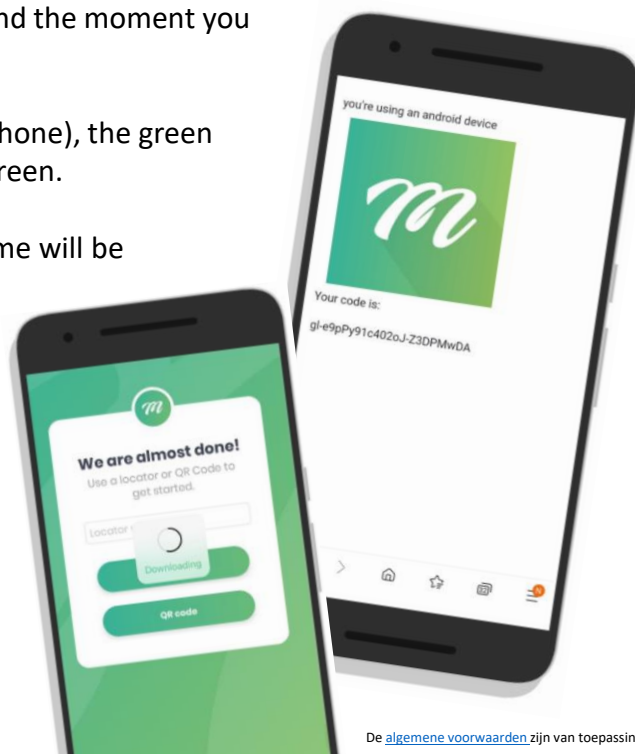 nd the moment you
hone), the green
reen.
me will be
you're using an android device
m
Your code is:
gl-e9pPy91c402oJ-Z3DPMwDA
N
m
We are almost done!
Use a locator or QR Code to
get started.
Locator
Downloading
QR code
De algemene voorwaarden zijn van toepassin